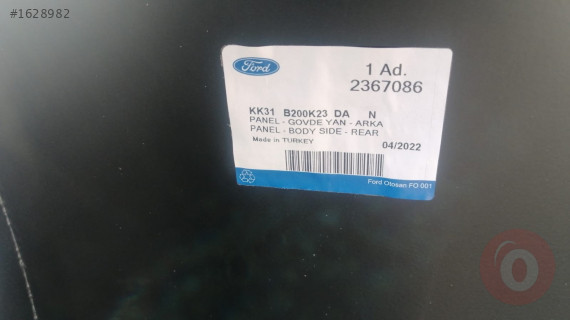 #1628982
Ford
1 Ad.
2367086
KK31 B200K23 DA N
PANEL - GOVDE YAN - ARKA
PANEL - BODY SIDE - REAR
Made in TURKEY
04/2022
Ford Otosan FO 001